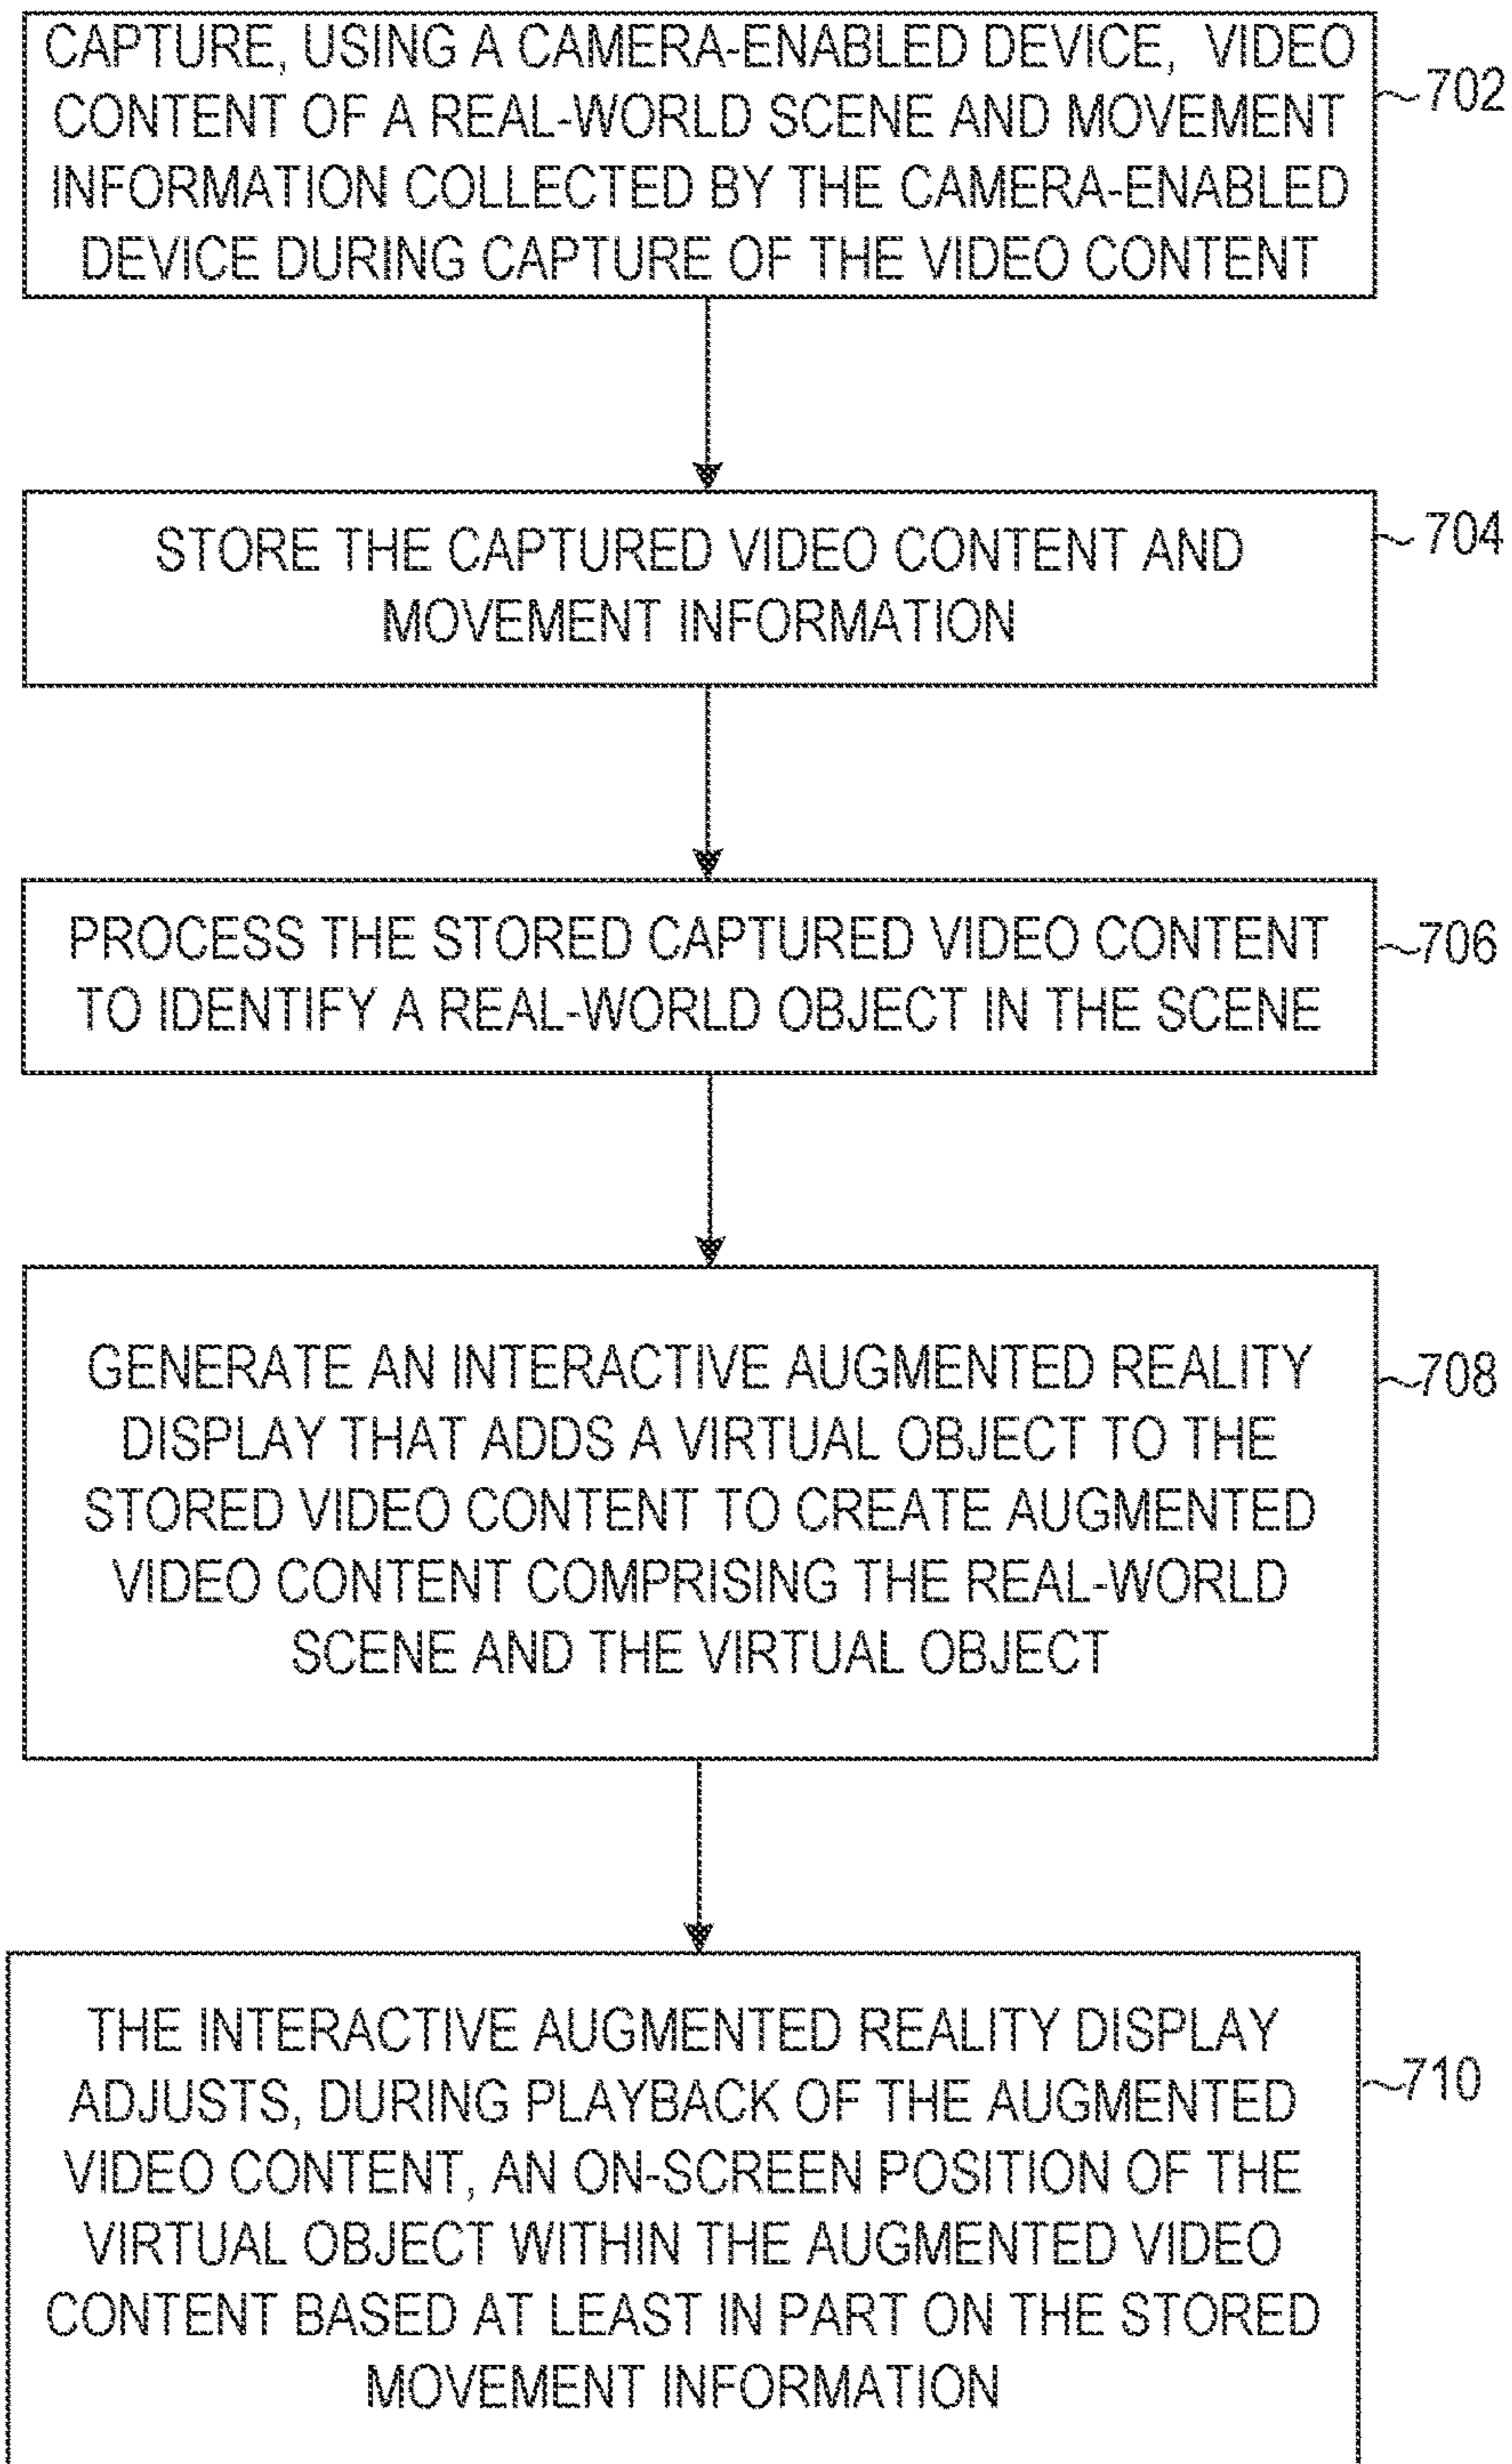 CAPTURE, USING A CAMERA-ENABLED DEVICE, VIDEO
CONTENT OF A REAL-WORLD SCENE AND MOVEMENT
INFORMATION COLLECTED BY THE CAMERA-ENABLED
DEVICE DURING CAPTURE OF THE VIDEO CONTENT
702
STORE THE CAPTURED VIDEO CONTENT AND
MOVEMENT INFORMATION
704
PROCESS THE STORED CAPTURED VIDEO CONTENT
TO IDENTIFY A REAL-WORLD OBJECT IN THE SCENE
706
GENERATE AN INTERACTIVE AUGMENTED REALITY
DISPLAY THAT ADDS A VIRTUAL OBJECT TO THE
STORED VIDEO CONTENT TO CREATE AUGMENTED
VIDEO CONTENT COMPRISING THE REAL-WORLD
SCENE AND THE VIRTUAL OBJECT
708
THE INTERACTIVE AUGMENTED REALITY DISPLAY
ADJUSTS, DURING PLAYBACK OF THE AUGMENTED
VIDEO CONTENT, AN ON-SCREEN POSITION OF THE
VIRTUAL OBJECT WITHIN THE AUGMENTED VIDEO
CONTENT BASED AT LEAST IN PART ON THE STORED
MOVEMENT INFORMATION
710